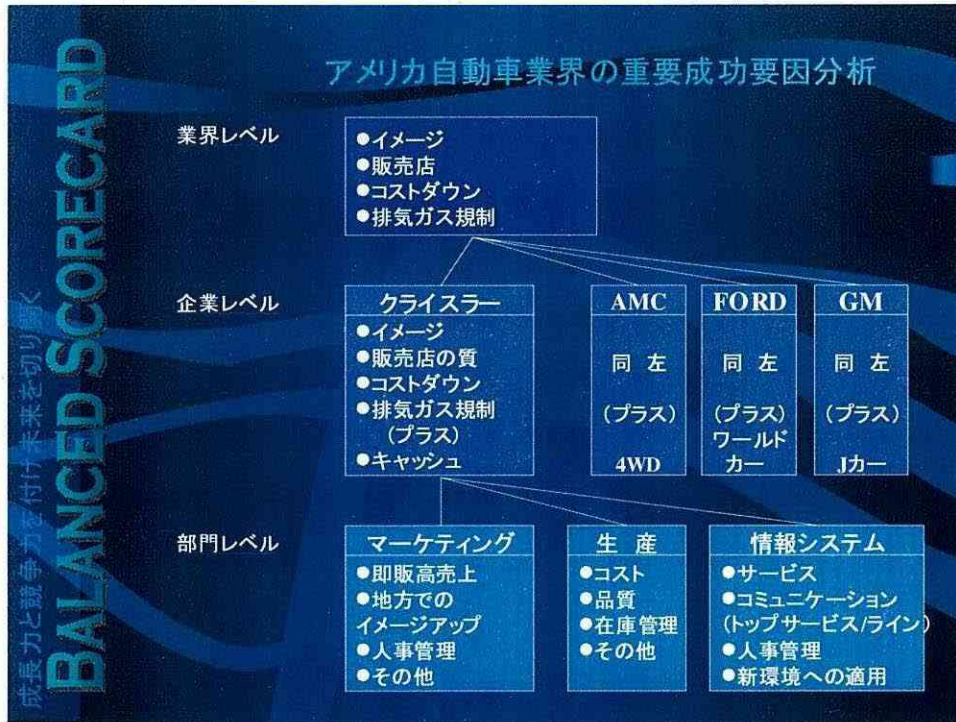 アメリカ自動車業界の重要成功要因分析
成長力と競争力を付け未来を切り拓く
BALANCED SCORECARD
業界レベル
●イメージ
●販売店
●コストダウン
●排気ガス規制
企業レベル
クライスラー
●イメージ
●販売店の質
●コストダウン
●排気ガス規制
(プラス)
●キャッシュ
AMC
同 左
(プラス)
4WD
FORD
同 左
(プラス)
ワールド
カー
GM
同 左
(プラス)
Jカー
部門レベル
マーケティング
●即販高売上
●地方での
イメージアップ
●人事管理
●その他
生 産
●コスト
●品質
●在庫管理
●その他
情報システム
●サービス
●コミュニケーション
(トップサービス/ライン)
●人事管理
●新環境への適用